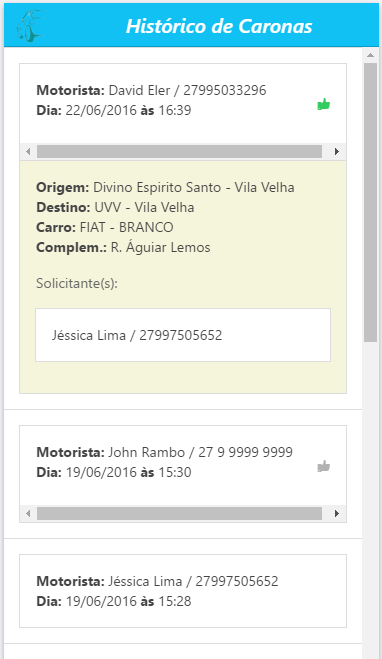 Histórico de Caronas
Motorista: David Eler / 27995033296
Dia: 22/06/2016 às 16:39
Origem: Divino Espirito Santo - Vila Velha
Destino: UVV - Vila Velha
Carro: FIAT - BRANCO
Complem.: R. Águiar Lemos
Solicitante(s):
Jéssica Lima / 27997505652
Motorista: John Rambo / 27 9 9999 9999
Dia: 19/06/2016 às 15:30
Motorista: Jéssica Lima / 27997505652
Dia: 19/06/2016 às 15:28